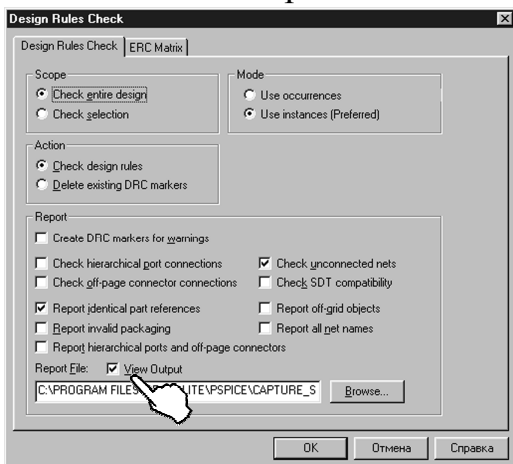 Design Rules Check
Design Rules Check ERC Matrix
Scope
Check entire design
Check selection
Mode
Use occurrences
Use instances (Preferred)
Action
Check design rules
Delete existing DRC markers
Report
Create DRC markers for warnings
Check hierarchical port connections
Check unconnected nets
Check off-page connector connections
Check SDT compatibility
Report identical part references
Report off-grid objects
Report invalid packaging
Report all net names
Report hierarchical ports and off-page connectors
Report File: View Output
C:\PROGRAM FILES LITE\PSPICE\CAPTURE_S Browse...
OK Отмена Справка